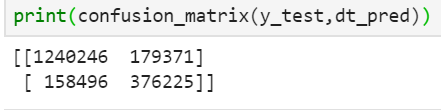 print(confusion_matrix(y_test,dt_pred))
[[1240246  179371]
 [ 158496  376225]]